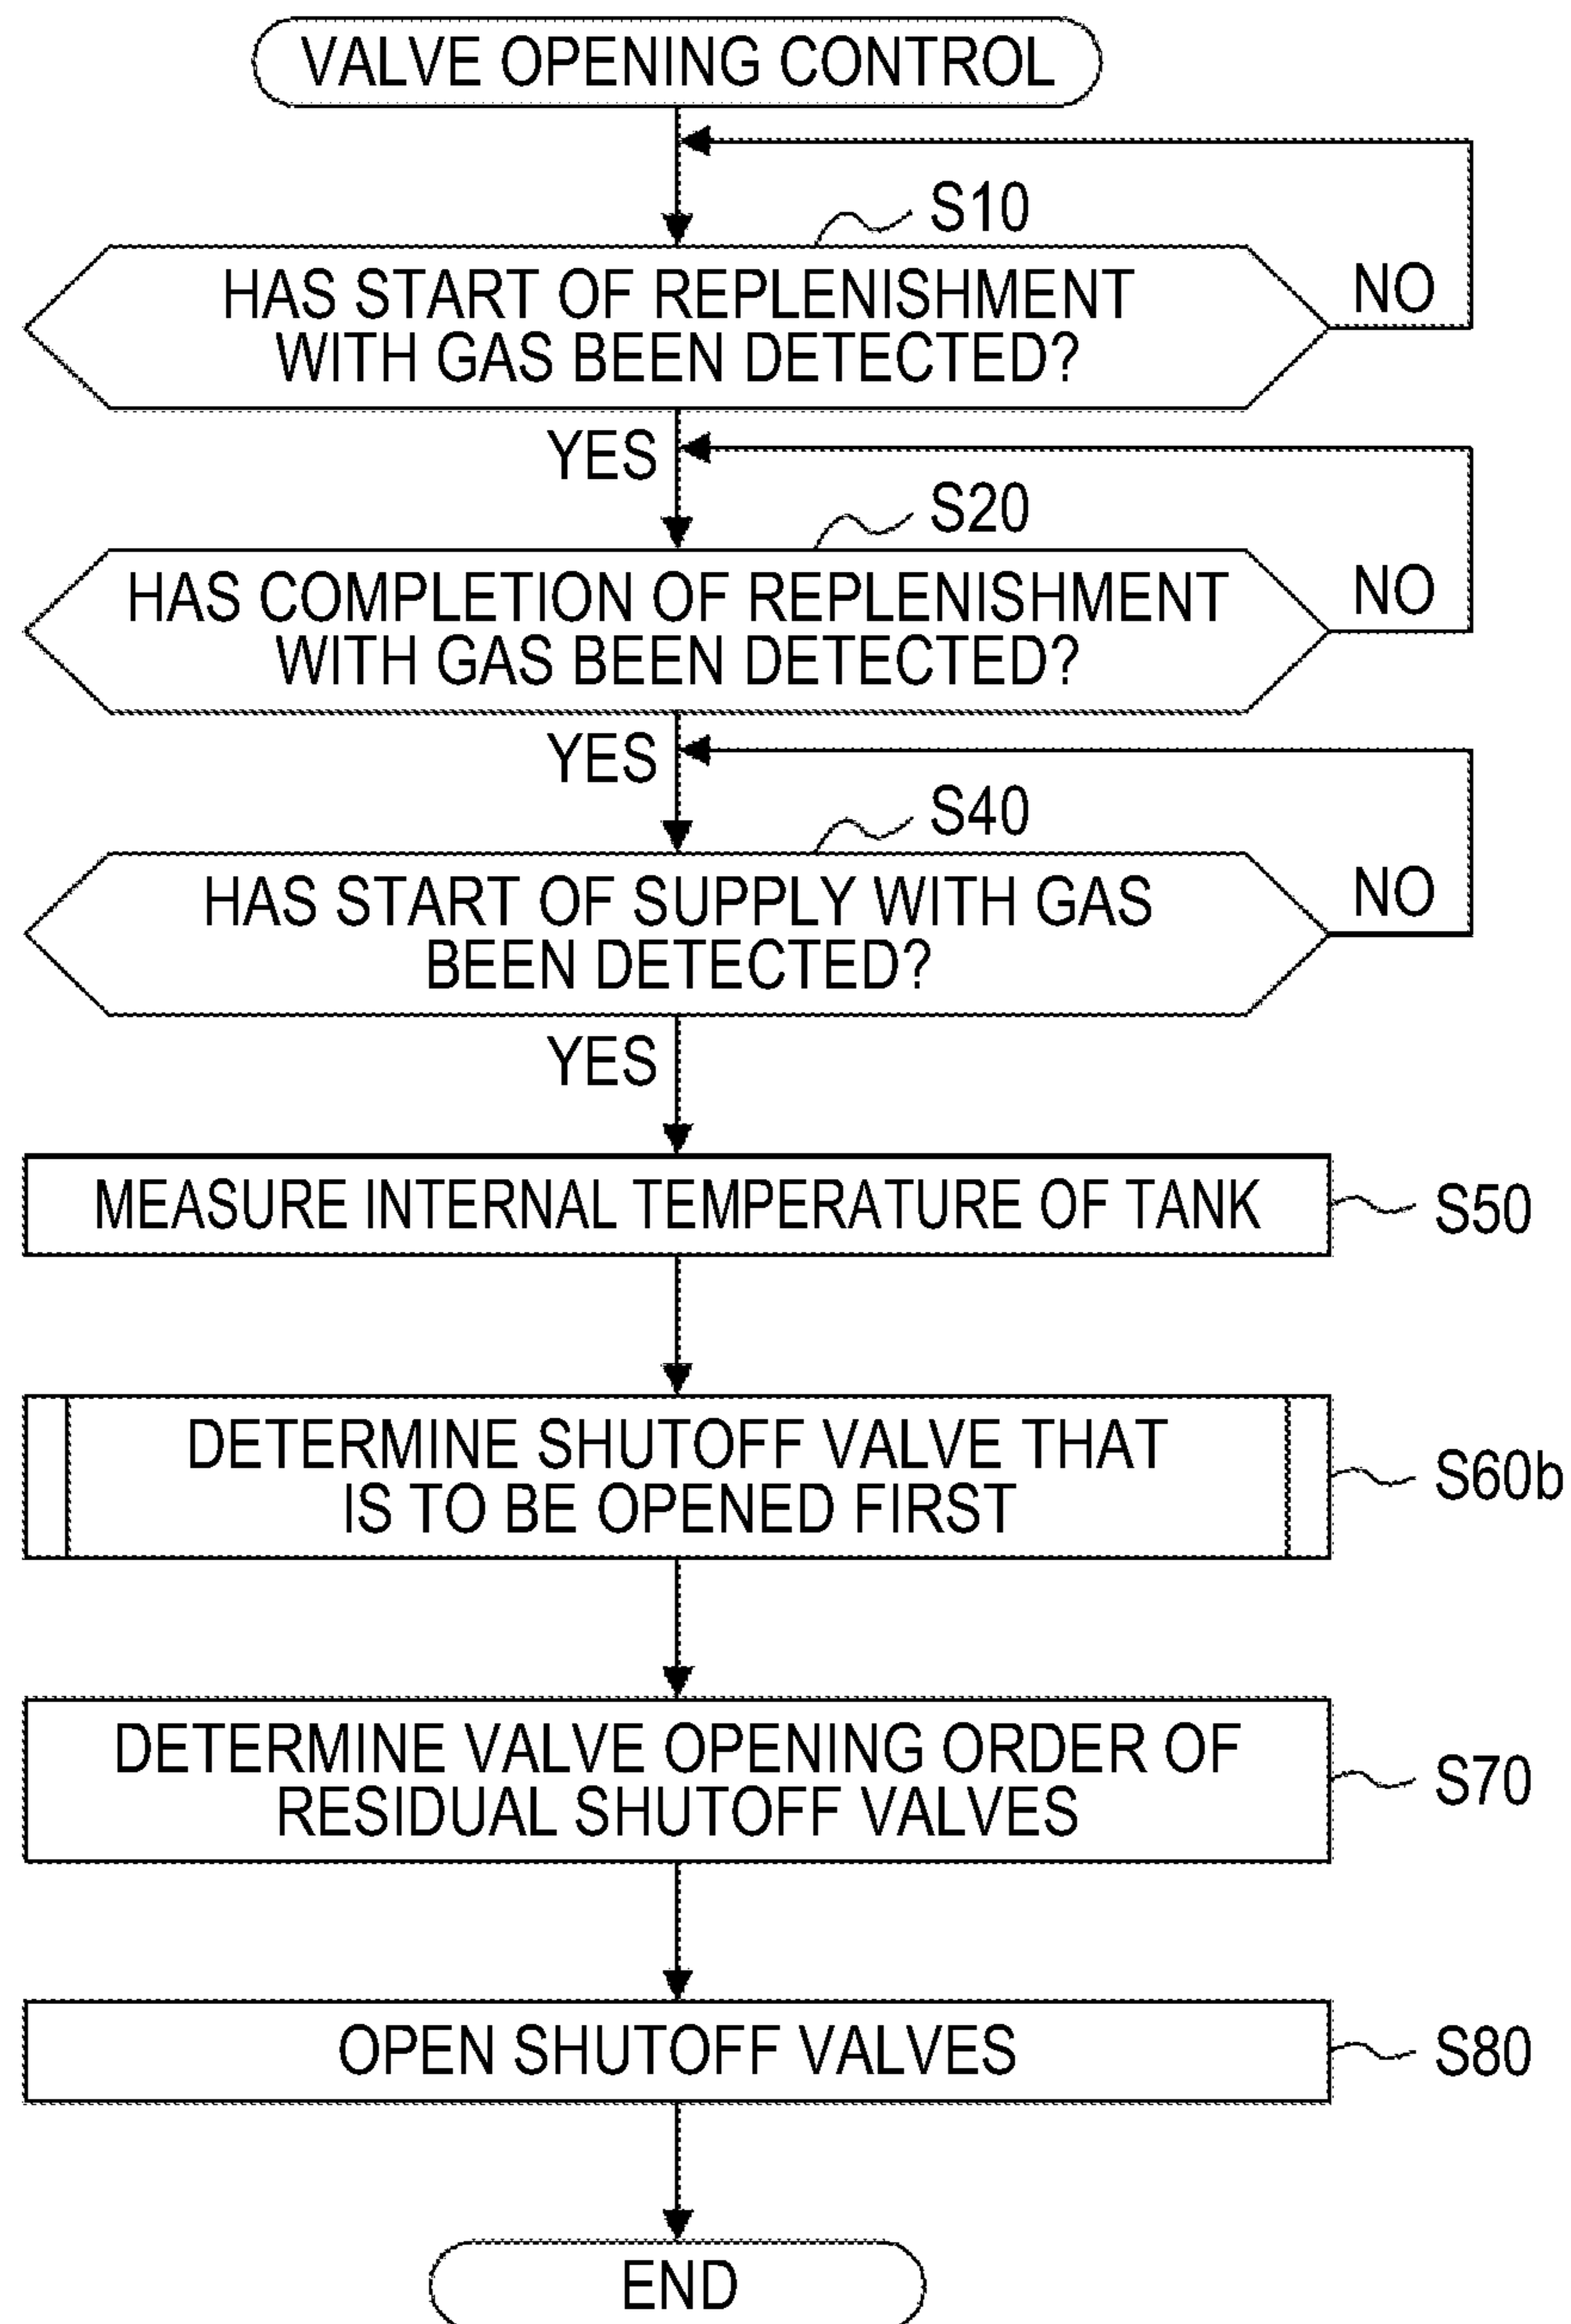 VALVE OPENING CONTROL
S10
HAS START OF REPLENISHMENT
WITH GAS BEEN DETECTED?
NO
YES
S20
HAS COMPLETION OF REPLENISHMENT
WITH GAS BEEN DETECTED?
NO
YES
S40
HAS START OF SUPPLY WITH GAS
BEEN DETECTED?
NO
YES
MEASURE INTERNAL TEMPERATURE OF TANK
S50
DETERMINE SHUTOFF VALVE THAT
IS TO BE OPENED FIRST
S60b
DETERMINE VALVE OPENING ORDER OF
RESIDUAL SHUTOFF VALVES
S70
OPEN SHUTOFF VALVES
S80
END